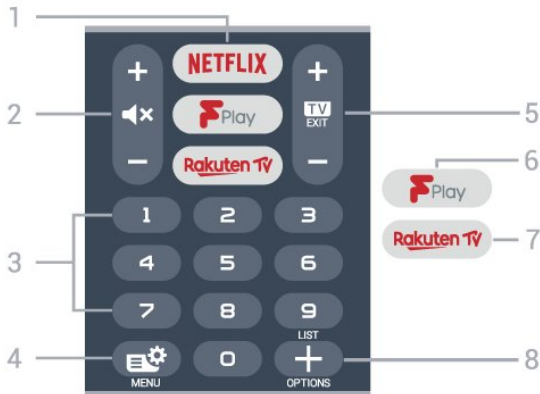 1
+ NETFLIX +
2
F Play
TV
EXIT
5
6
F Play
− Rakuten TV −
Rakuten TV
7
3
1 2 3
4 5 6
7 8 9
LIST
4
0 +
8
MENU OPTIONS